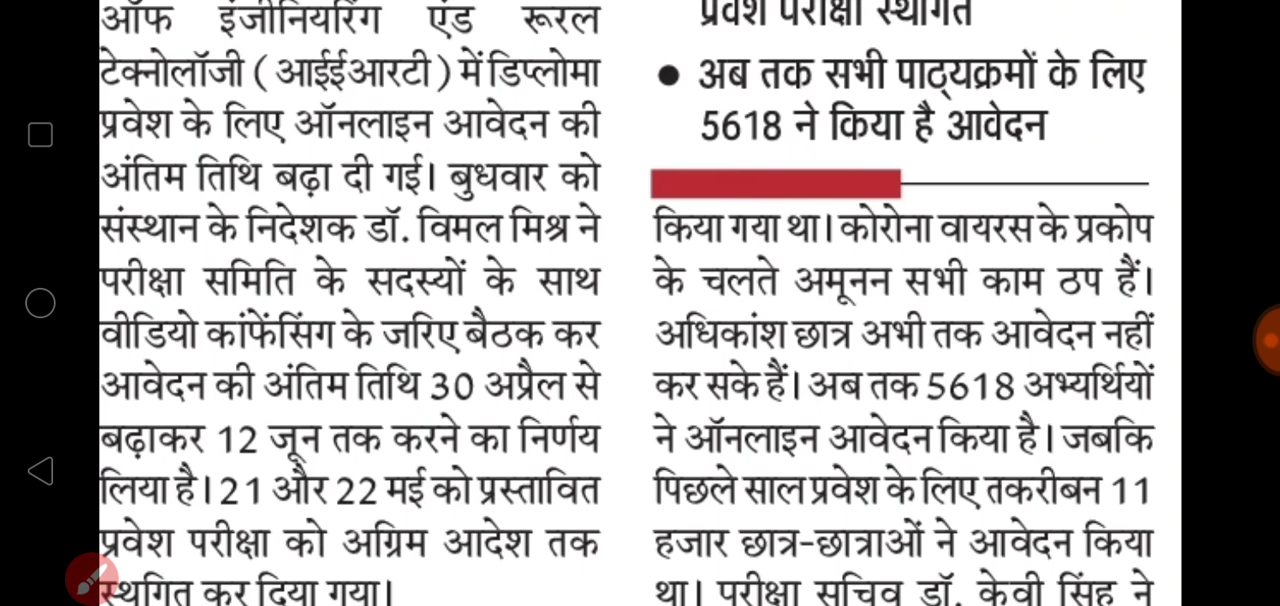 ऑफ इंजीनियरिंग एंड रूरल
टेक्नोलॉजी ( आईईआरटी ) में डिप्लोमा
प्रवेश के लिए ऑनलाइन आवेदन की
अंतिम तिथि बढ़ा दी गई। बुधवार को
संस्थान के निदेशक डॉ. विमल मिश्र ने
परीक्षा समिति के सदस्यों के साथ
वीडियो कांफेंसिंग के जरिए बैठक कर
आवेदन की अंतिम तिथि 30 अप्रैल से
बढ़ाकर 12 जून तक करने का निर्णय
लिया है। 21 और 22 मई को प्रस्तावित
प्रवेश परीक्षा को अग्रिम आदेश तक
स्थगित कर दिया गया।
प्रवेश परीक्षा स्थगित
● अब तक सभी पाठ्यक्रमों के लिए
5618 ने किया है आवेदन
किया गया था। कोरोना वायरस के प्रकोप
के चलते अमूनन सभी काम ठप हैं।
अधिकांश छात्र अभी तक आवेदन नहीं
कर सके हैं। अब तक 5618 अभ्यर्थियों
ने ऑनलाइन आवेदन किया है। जबकि
पिछले साल प्रवेश के लिए तकरीबन 11
हजार छात्र-छात्राओं ने आवेदन किया
था। परीक्षा सचिव डॉ. केवी सिंह ने